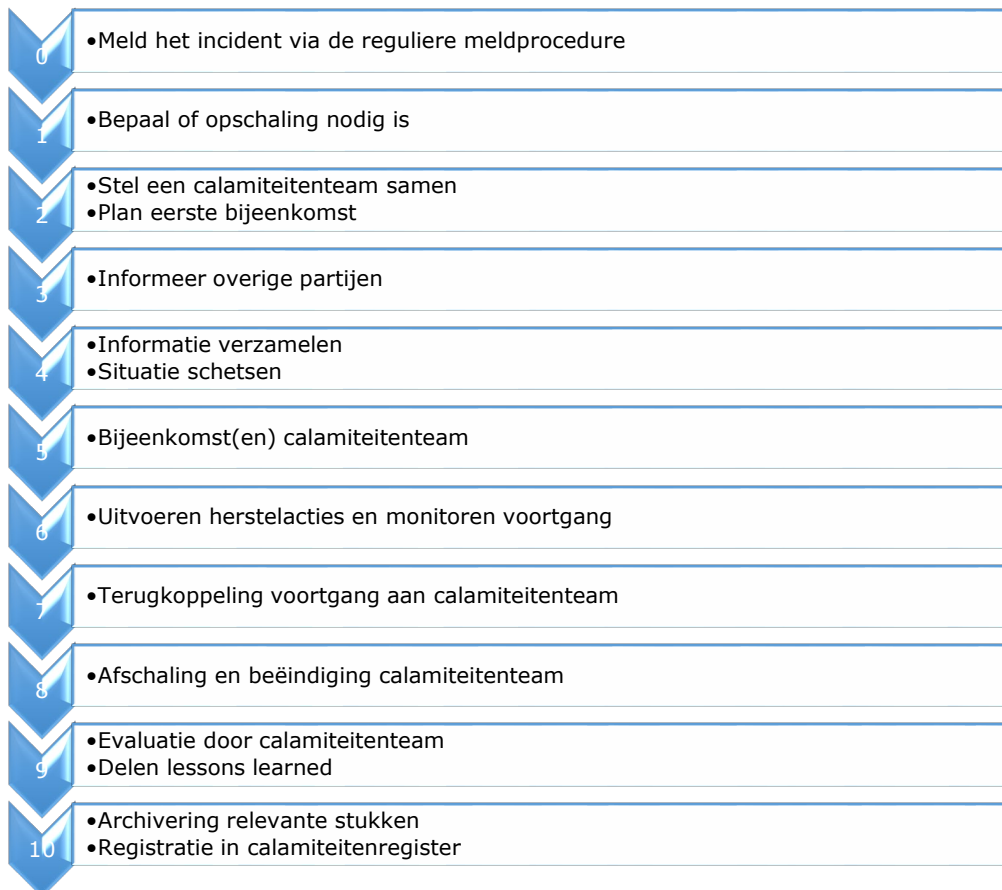 0
•Meld het incident via de reguliere meldprocedure
1
•Bepaal of opschaling nodig is
2
•Stel een calamiteitenteam samen
•Plan eerste bijeenkomst
3
•Informeer overige partijen
4
•Informatie verzamelen
•Situatie schetsen
5
•Bijeenkomst(en) calamiteitenteam
6
•Uitvoeren herstelacties en monitoren voortgang
7
•Terugkoppeling voortgang aan calamiteitenteam
8
•Afschaling en beëindiging calamiteitenteam
9
•Evaluatie door calamiteitenteam
•Delen lessons learned
10
•Archivering relevante stukken
•Registratie in calamiteitenregister